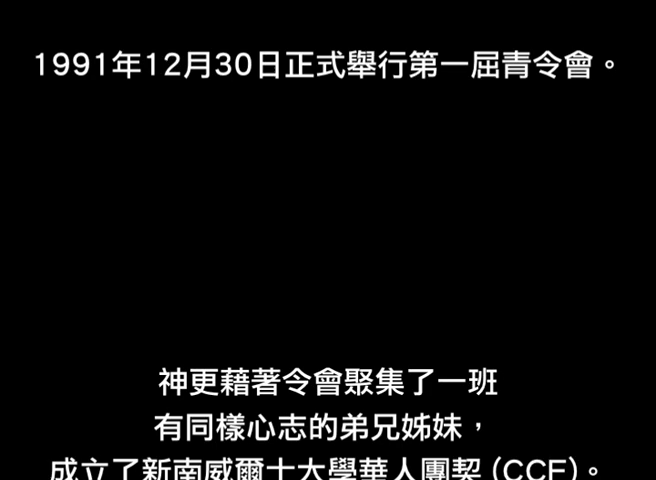 1991年12月30日正式舉行第一屆青令會。
神更藉著令會聚集了一班
有同樣心志的弟兄姊妹，
成立了新南威爾士大學華人團契（CCF）。